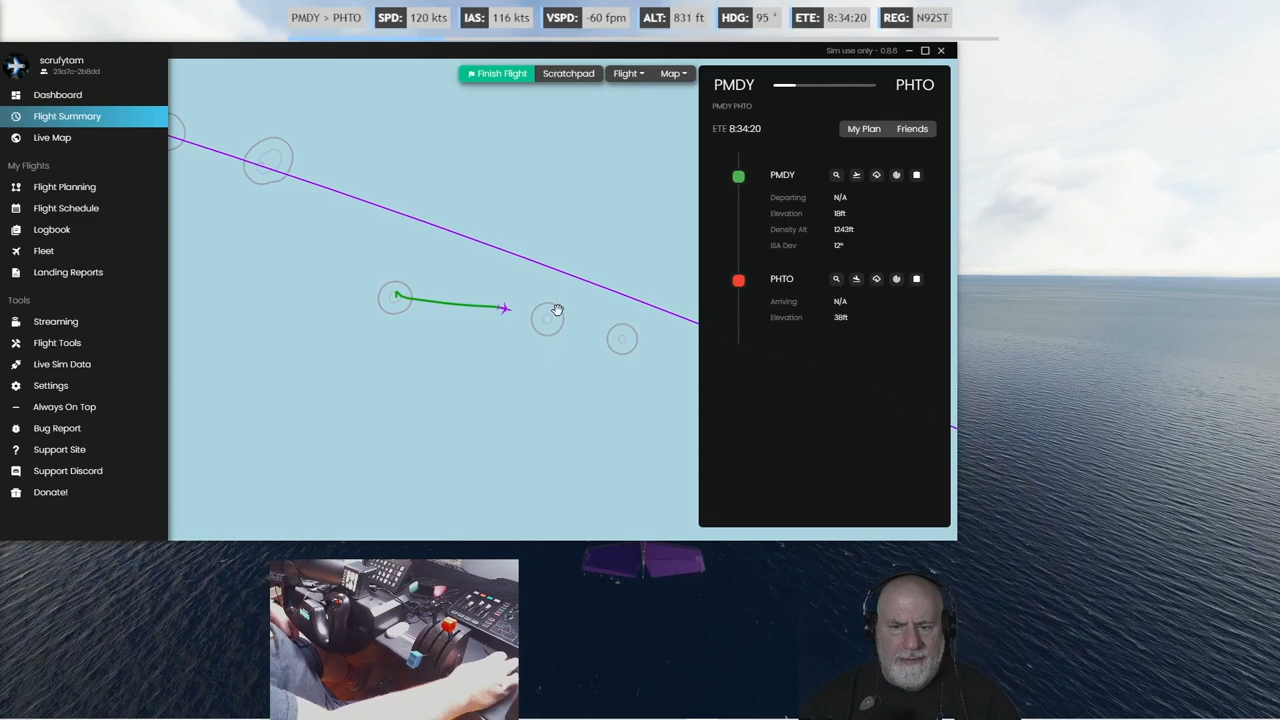 PMDY > PHTO SPD: 120 kts IAS: 116 kts VSPD: -60 fpm ALT: 831 ft HDG: 95 ° ETE: 8:34:20 REG: N92ST
Sim use only - 0.8.6
scrufytam
23a7c-2b8dd
Dashboard
Flight Summary
Live Map
My Flights
Flight Planning
Flight Schedule
Logbook
Fleet
Landing Reports
Tools
Streaming
Flight Tools
Live Sim Data
Settings
Always On Top
Bug Report
Support Site
Support Discord
Donate!
Finish Flight Scratchpad Flight Map
PMDY PHTO
PMDY PHTO
ETE 8:34:20 My Plan Friends
PMDY
Departing N/A
Elevation 18ft
Density Alt 1243ft
ISA Dev 12°
PHTO
Arriving N/A
Elevation 38ft